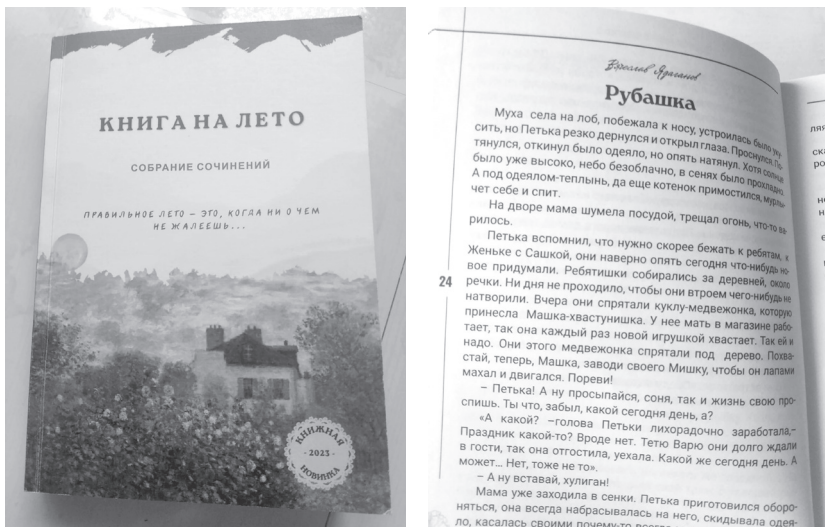 КНИГА НА ЛЕТО
СОБРАНИЕ СОЧИНЕНИЙ
ПРАВИЛЬНОЕ ЛЕТО – ЭТО, КОГДА НИ О ЧЕМ
НЕ ЖАЛЕЕШЬ...
КНИЖНАЯ
· 2023 ·
НОВИНКА
Рубашка
Муха села на лоб, побежала к носу, устроилась было уку-
сить, но Петька резко дернулся и открыл глаза. Проснулся. По-
тянулся, откинул было одеяло, но опять натянул. Хотя солнце
было уже высоко, небо безоблачно, в сенях было прохладно.
А под одеялом-теплынь, да еще котенок примостился, мурлы-
чет себе и спит.
На дворе мама шумела посудой, трещал огонь, что-то ва-
рилось.
Петька вспомнил, что нужно скорее бежать к ребятам, к
Женьке с Сашкой, они наверно опять сегодня что-нибудь но-
вое придумали. Ребятишки собирались за деревней, около
речки. Ни дня не проходило, чтобы они втроем чего-нибудь не
натворили. Вчера они спрятали куклу-медвежонка, которую
принесла Машка-хвастунишка. У нее мать в магазине рабо-
тает, так она каждый раз новой игрушкой хвастает. Так ей и
надо. Они этого медвежонка спрятали под дерево. Похва-
стай, теперь, Машка, заводи своего Мишку, чтобы он лапами
махал и двигался. Пореви!
– Петька! А ну просыпайся, соня, так и жизнь свою про-
спишь. Ты что, забыл, какой сегодня день, а?
«А какой? –голова Петьки лихорадочно заработала,–
Праздник какой-то? Вроде нет. Тетю Варю они долго ждали
в гости, так она отгостила, уехала. Какой же сегодня день. А
может... Нет, тоже не то».
– А ну вставай, хулиган!
Мама уже заходила в сенки. Петька приготовился оборо-
няться, она всегда набрасывалась на него, скидывала одея-
ло, касалась своими почему-то
24